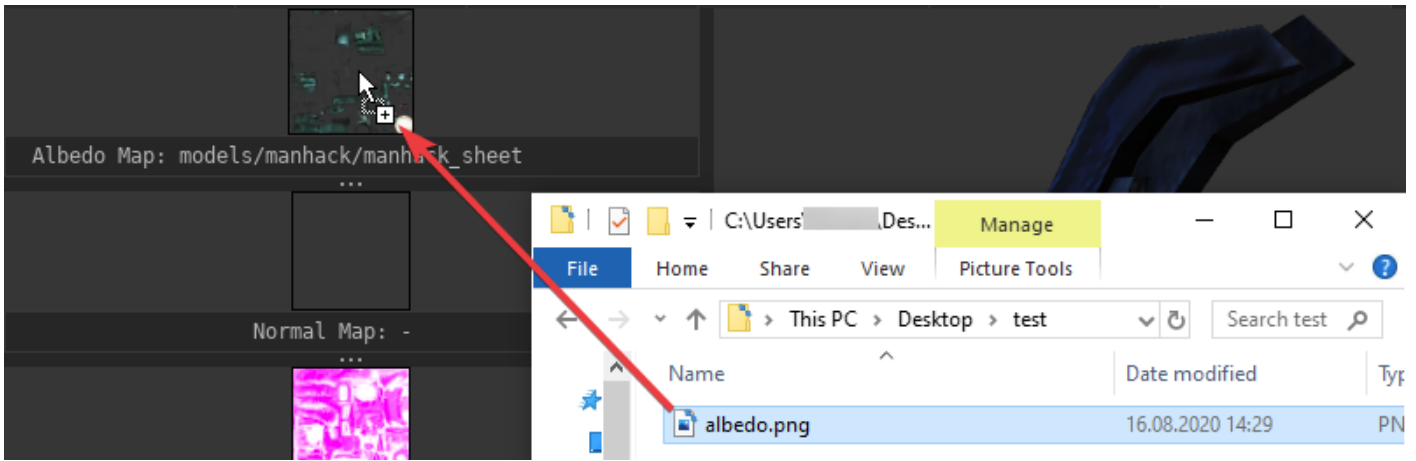 Albedo Map: models/manhack/manhack_sheet
...
Normal Map: -
...
C:\Users\ \Des...
Manage
File Home Share View Picture Tools
This PC > Desktop > test
Search test
Name Date modified Typ
albedo.png 16.08.2020 14:29 PN